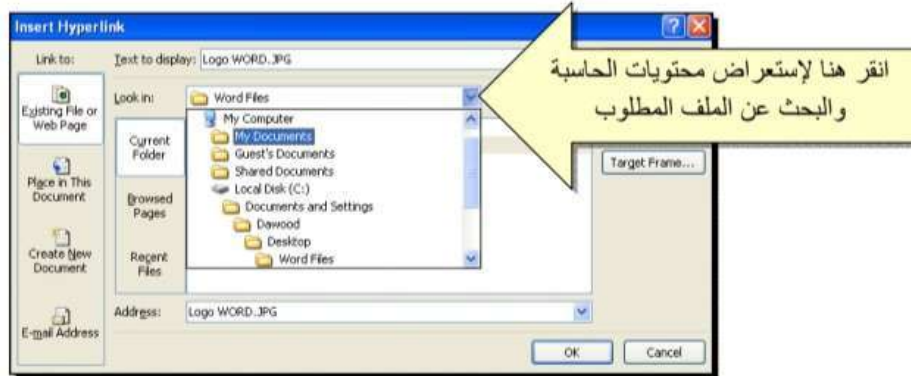 Insert Hyperlink
Link to:
Text to display: Logo WORD.JPG
انقر هنا لإستعراض محتويات الحاسبة
والبحث عن الملف المطلوب
Existing File or
Web Page
Look in: Word Files
My Computer
My Documents
Guest's Documents
Shared Documents
Local Disk (C:)
Documents and Settings
Dawood
Desktop
Word Files
Current
Folder
Browsed
Pages
Recent
Files
Target Frame...
Place in This
Document
Create New
Document
E-mail Address
Address: Logo WORD.JPG
OK
Cancel